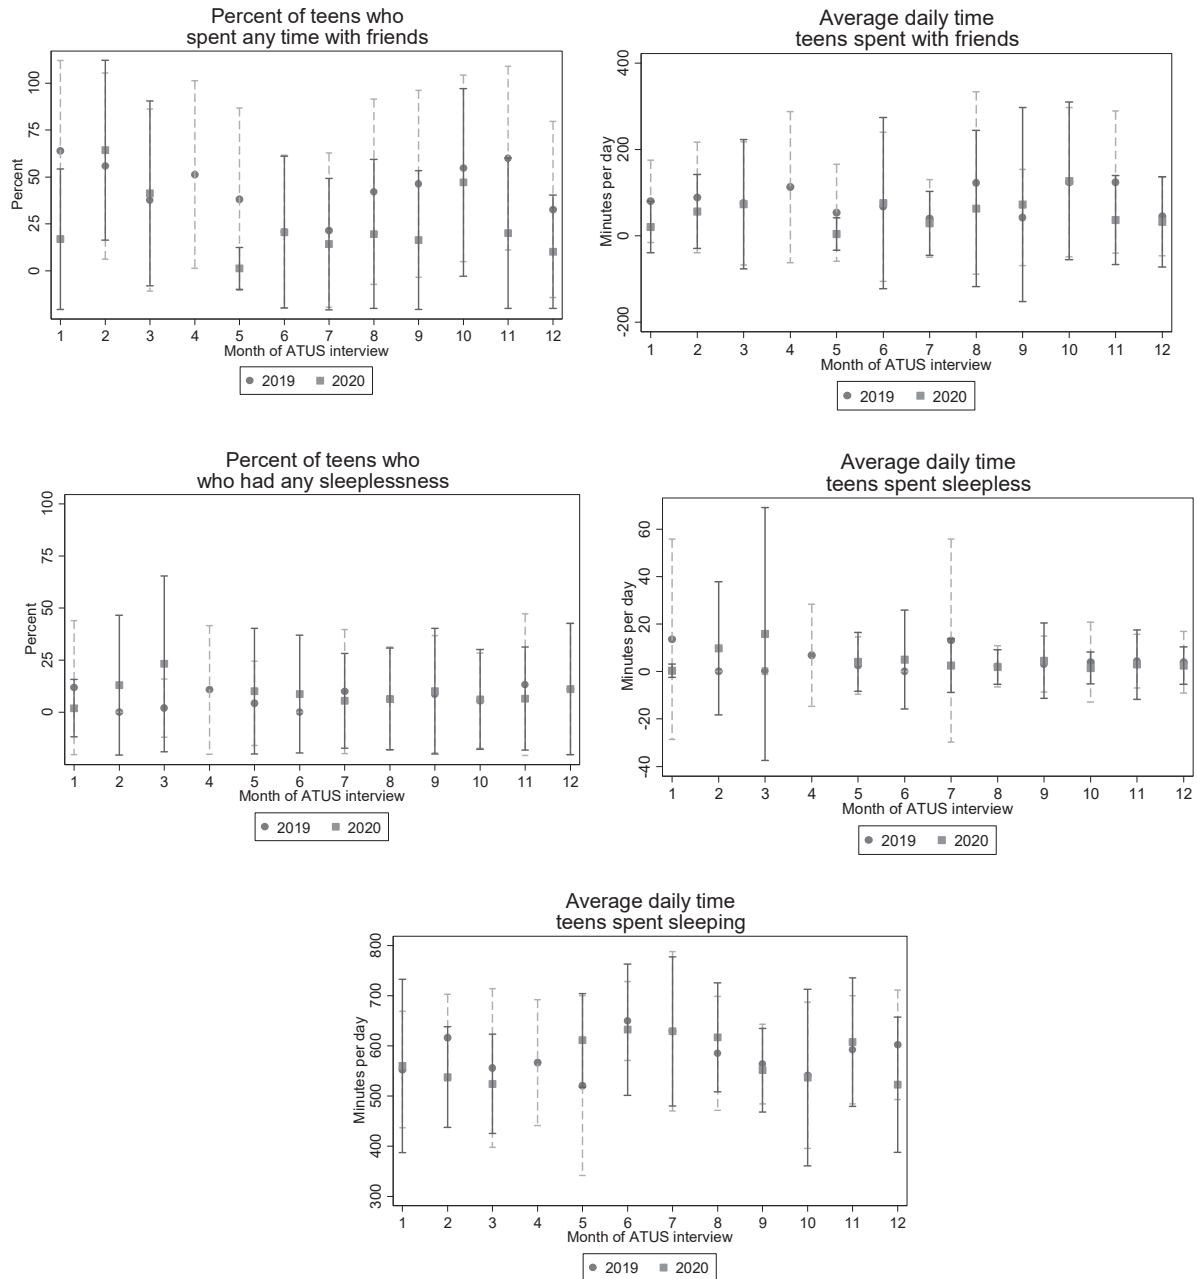 Percent of teens who
spent any time with friends
Percent
100
75
50
25
0
1 2 3 4 5 6 7 8 9 10 11 12
Month of ATUS interview
2019 2020
Average daily time
teens spent with friends
Minutes per day
400
200
0
-200
1 2 3 4 5 6 7 8 9 10 11 12
Month of ATUS interview
2019 2020
Percent of teens who
who had any sleeplessness
Percent
100
75
50
25
0
1 2 3 4 5 6 7 8 9 10 11 12
Month of ATUS interview
2019 2020
Average daily time
teens spent sleepless
Minutes per day
60
40
20
0
-20
-40
1 2 3 4 5 6 7 8 9 10 11 12
Month of ATUS interview
2019 2020
Average daily time
teens spent sleeping
Minutes per day
800
700
600
500
400
300
1 2 3 4 5 6 7 8 9 10 11 12
Month of ATUS interview
2019 2020